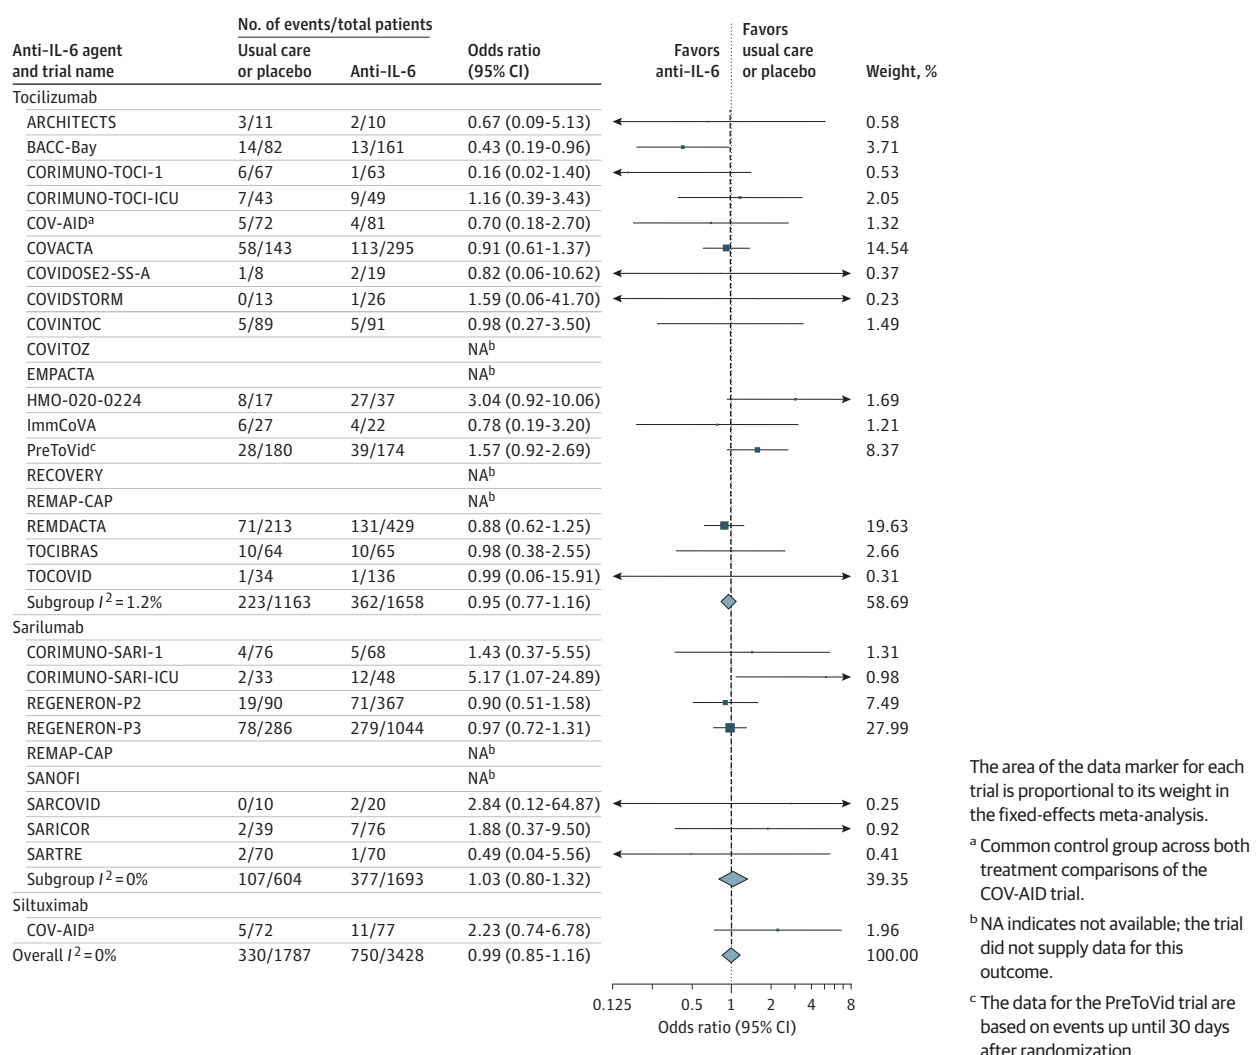 No. of events/total patients
Anti-IL-6 agent and trial name | Usual care or placebo | Anti-IL-6 | Odds ratio (95% CI) | Favors anti-IL-6 | Favors usual care or placebo | Weight, %
Tocilizumab
ARCHITECTS 3/11 2/10 0.67 (0.09-5.13) 0.58
BACC-Bay 14/82 13/161 0.43 (0.19-0.96) 3.71
CORIMUNO-TOCI-1 6/67 1/63 0.16 (0.02-1.40) 0.53
CORIMUNO-TOCI-ICU 7/43 9/49 1.16 (0.39-3.43) 2.05
COV-AIDa 5/72 4/81 0.70 (0.18-2.70) 1.32
COVACTA 58/143 113/295 0.91 (0.61-1.37) 14.54
COVIDOSE2-SS-A 1/8 2/19 0.82 (0.06-10.62) 0.37
COVIDSTORM 0/13 1/26 1.59 (0.06-41.70) 0.23
COVINTOC 5/89 5/91 0.98 (0.27-3.50) 1.49
COVITOZ NAb
EMPACTA NAb
HMO-020-0224 8/17 27/37 3.04 (0.92-10.06) 1.69
ImmCoVA 6/27 4/22 0.78 (0.19-3.20) 1.21
PreToVidc 28/180 39/174 1.57 (0.92-2.69) 8.37
RECOVERY NAb
REMAP-CAP NAb
REMDACTA 71/213 131/429 0.88 (0.62-1.25) 19.63
TOCIBRAS 10/64 10/65 0.98 (0.38-2.55) 2.66
TOCOVID 1/34 1/136 0.99 (0.06-15.91) 0.31
Subgroup I2 = 1.2% 223/1163 362/1658 0.95 (0.77-1.16) 58.69
Sarilumab
CORIMUNO-SARI-1 4/76 5/68 1.43 (0.37-5.55) 1.31
CORIMUNO-SARI-ICU 2/33 12/48 5.17 (1.07-24.89) 0.98
REGENERON-P2 19/90 71/367 0.90 (0.51-1.58) 7.49
REGENERON-P3 78/286 279/1044 0.97 (0.72-1.31) 27.99
REMAP-CAP NAb
SANOFI NAb
SARCOVID 0/10 2/20 2.84 (0.12-64.87) 0.25
SARICOR 2/39 7/76 1.88 (0.37-9.50) 0.92
SARTRE 2/70 1/70 0.49 (0.04-5.56) 0.41
Subgroup I2 = 0% 107/604 377/1693 1.03 (0.80-1.32) 39.35
Siltuximab
COV-AIDa 5/72 11/77 2.23 (0.74-6.78) 1.96
Overall I2 = 0% 330/1787 750/3428 0.99 (0.85-1.16) 100.00
0.125 0.5 1 2 4 8
Odds ratio (95% CI)
The area of the data marker for each
trial is proportional to its weight in
the fixed-effects meta-analysis.
a Common control group across both
treatment comparisons of the
COV-AID trial.
b NA indicates not available; the trial
did not supply data for this
outcome.
c The data for the PreToVid trial are
based on events up until 30 days
after randomization